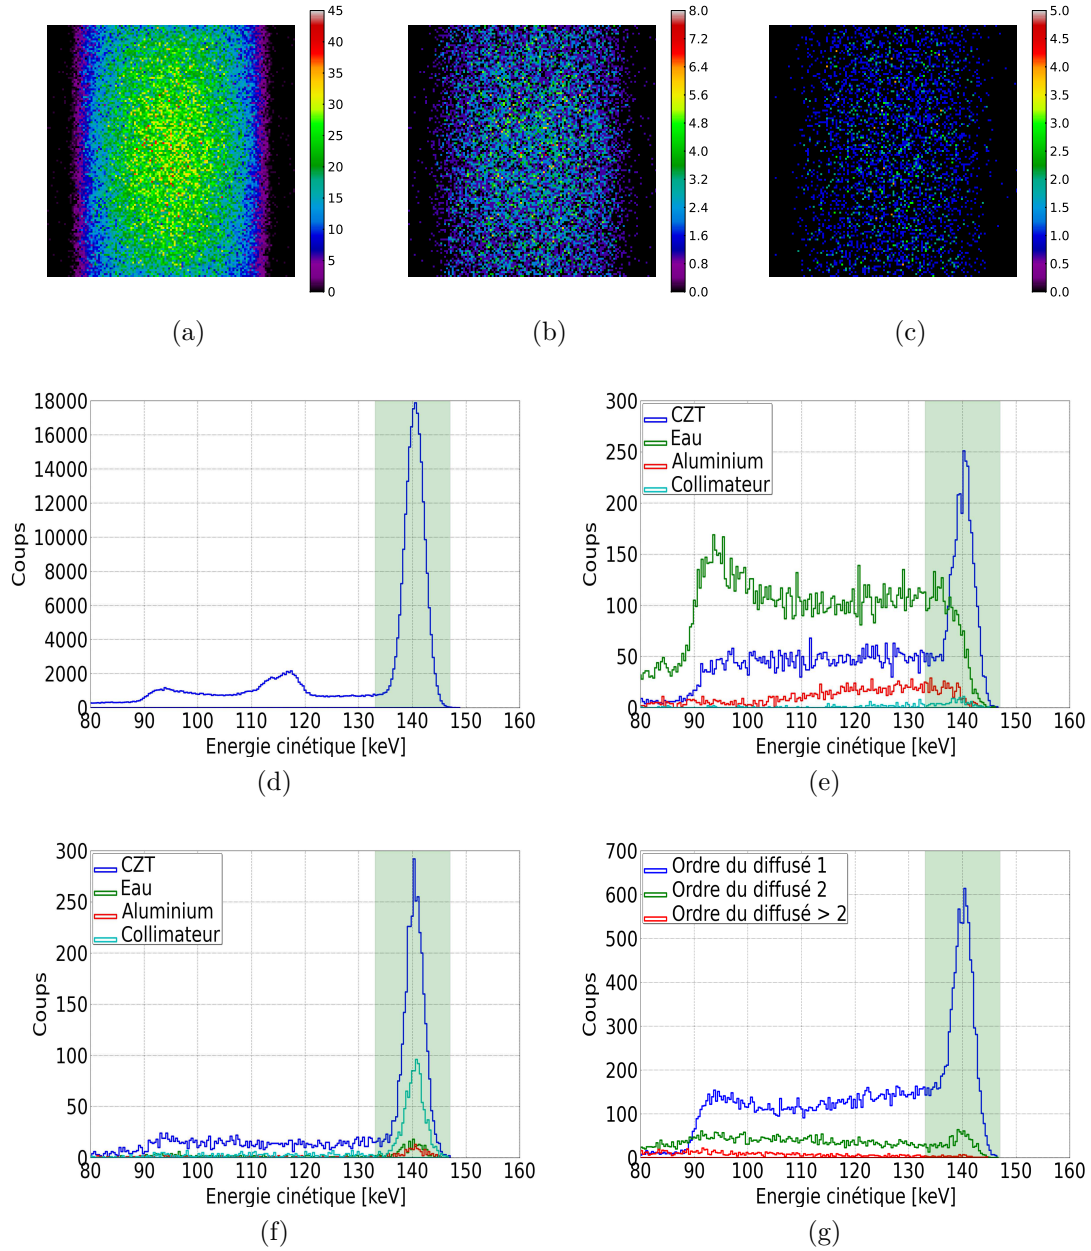 45
40
35
30
25
20
15
10
5
0
8.0
7.2
6.4
5.6
4.8
4.0
3.2
2.4
1.6
0.8
0.0
5.0
4.5
4.0
3.5
3.0
2.5
2.0
1.5
1.0
0.5
0.0
(a) (b) (c)
18000
16000
14000
12000
10000
8000
6000
4000
2000
0
Coups
80 90 100 110 120 130 140 150 160
Energie cinétique [keV]
(d)
300
250
200
150
100
50
0
Coups
CZT
Eau
Aluminium
Collimateur
80 90 100 110 120 130 140 150 160
Energie cinétique [keV]
(e)
300
250
200
150
100
50
0
Coups
CZT
Eau
Aluminium
Collimateur
80 90 100 110 120 130 140 150 160
Energie cinétique [keV]
(f)
700
600
500
400
300
200
100
0
Coups
Ordre du diffusé 1
Ordre du diffusé 2
Ordre du diffusé > 2
80 90 100 110 120 130 140 150 160
Energie cinétique [keV]
(g)